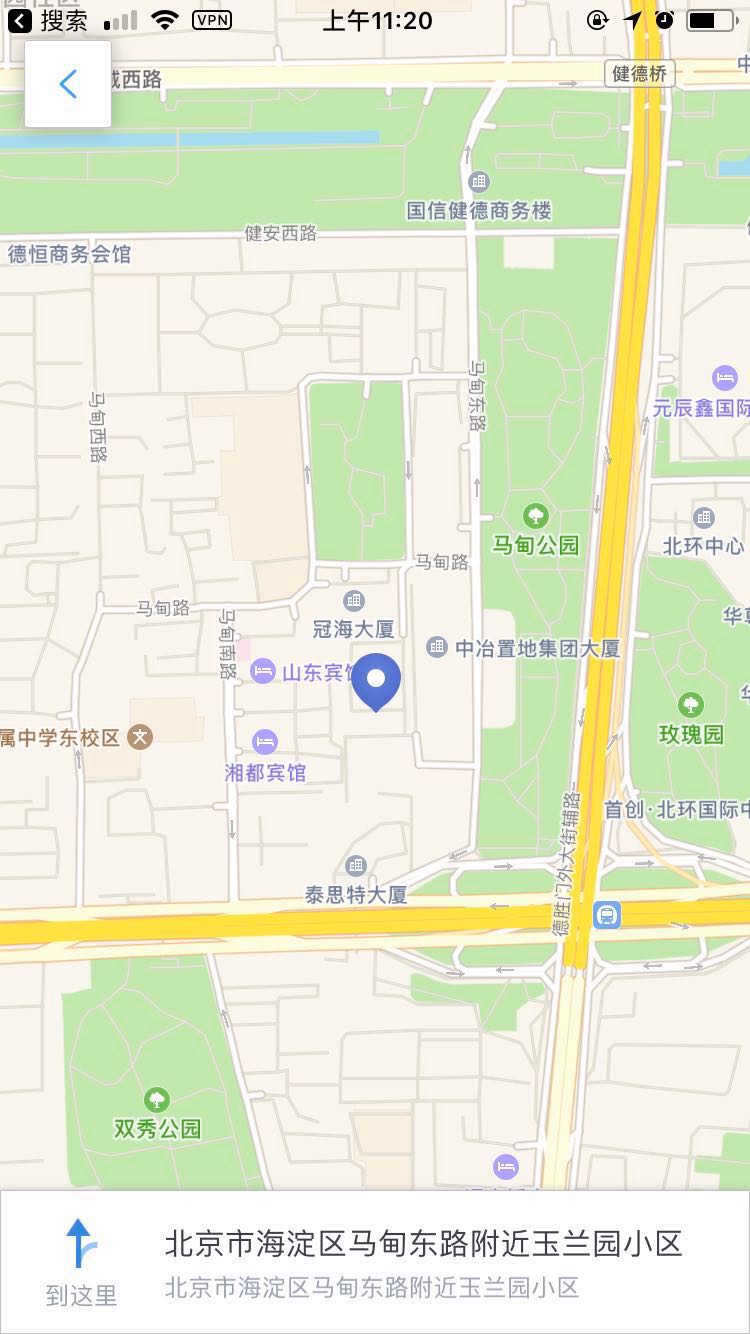 搜索
VPN
上午11:20
城西路
健德桥
国信健德商务楼
健安西路
德恒商务会馆
马甸东路
元辰鑫国际
马甸西路
马甸公园
北环中心
马甸路
马甸路
冠海大厦
马甸南路
中冶置地集团大厦
山东宾馆
玫瑰园
属中学东校区
文
湘都宾馆
首创·北环国际中
德胜门外大街辅路
泰思特大厦
双秀公园
到这里
北京市海淀区马甸东路附近玉兰园小区
北京市海淀区马甸东路附近玉兰园小区